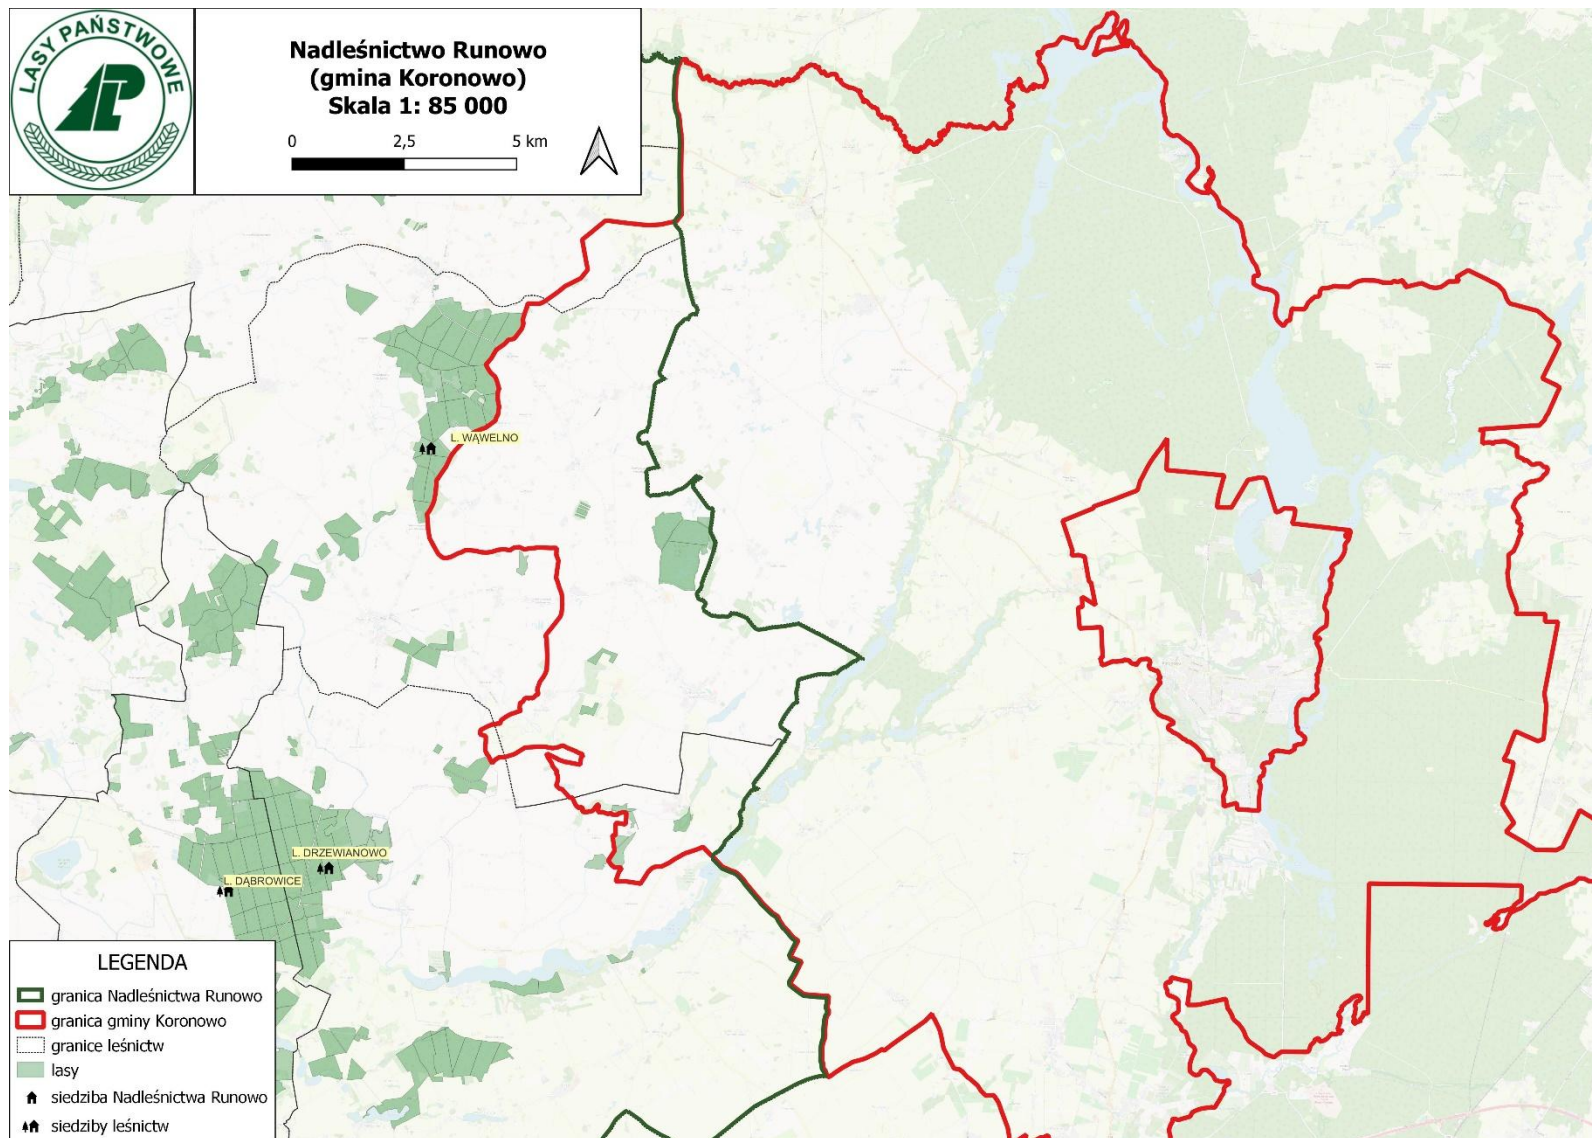 LASY PAŃSTWOWE
Nadleśnictwo Runowo
(gmina Koronowo)
Skala 1: 85 000
0 2,5 5 km
L. WĄWELNO
L. DRZEWIANOWO
L. DĄBROWICE
LEGENDA
granica Nadleśnictwa Runowo
granica gminy Koronowo
granice leśnictw
lasy
siedziba Nadleśnictwa Runowo
siedziby leśnictw